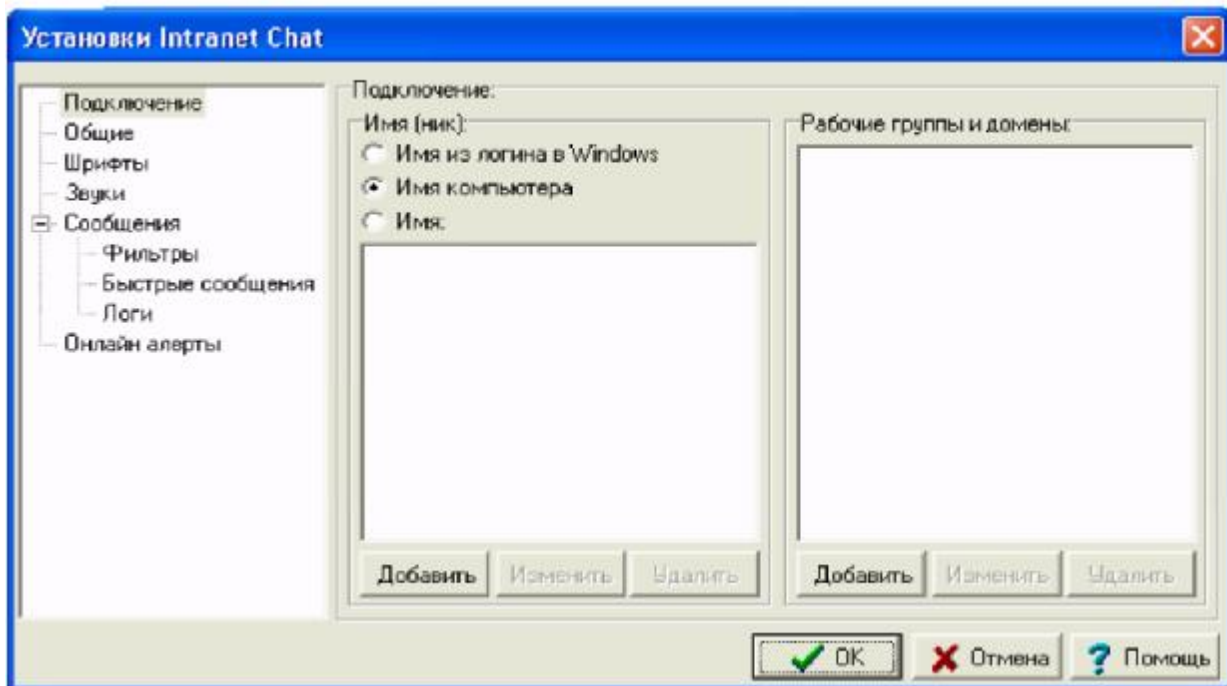 Установки Intranet Chat
Подключение
Общие
Шрифты
Звуки
Сообщения
Фильтры
Быстрые сообщения
Логи
Онлайн алерты
Подключение:
Имя (ник):
Имя из логина в Windows
Имя компьютера
Имя:
Добавить Изменить Удалить
Рабочие группы и домены:
Добавить Изменить Удалить
OK Отмена Помощь